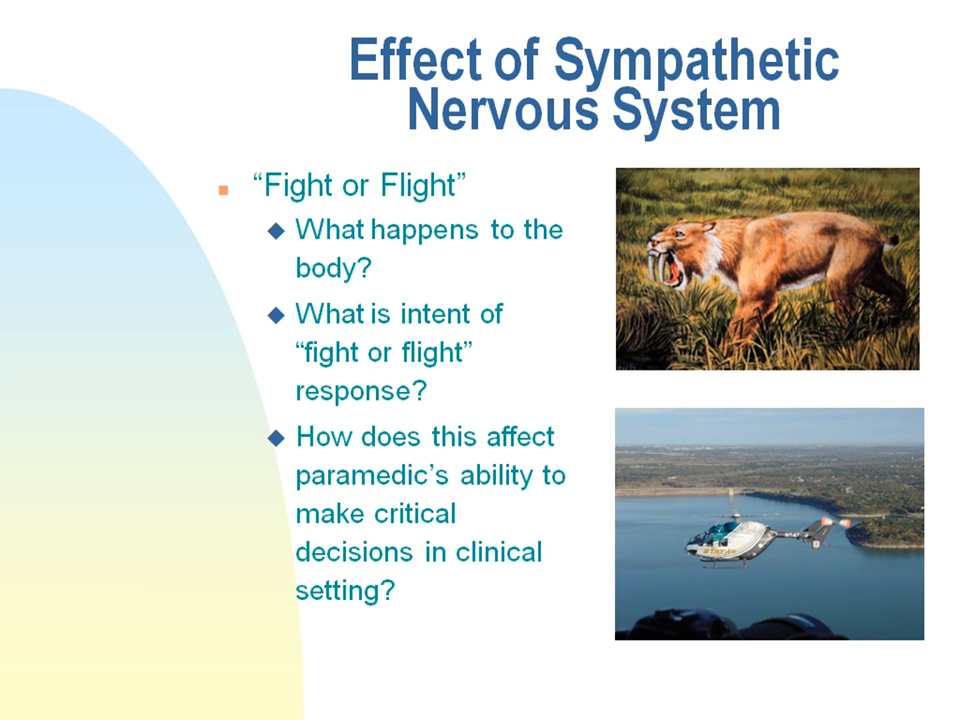 Effect of Sympathetic
Nervous System
“Fight or Flight”
What happens to the
body?
What is intent of
“fight or flight”
response?
How does this affect
paramedic’s ability to
make critical
decisions in clinical
setting?